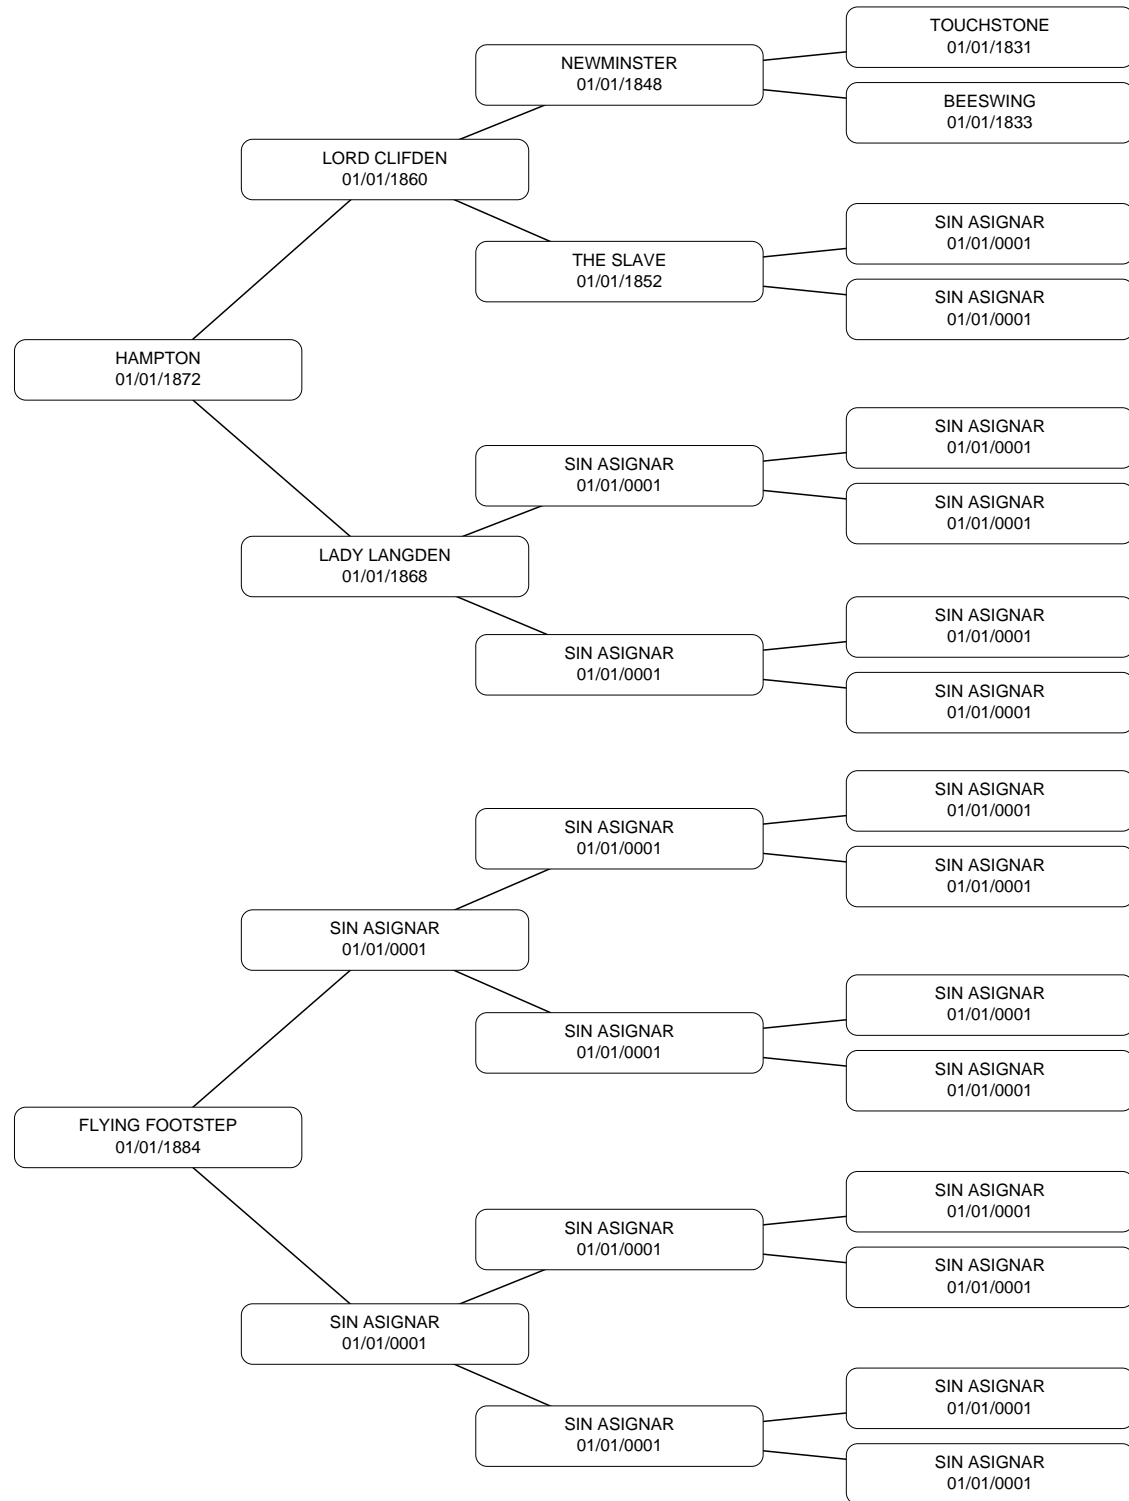 TOUCHSTONE
01/01/1831
NEWMINSTER
01/01/1848
BEESWING
01/01/1833
LORD CLIFDEN
01/01/1860
SIN ASIGNAR
01/01/0001
THE SLAVE
01/01/1852
SIN ASIGNAR
01/01/0001
HAMPTON
01/01/1872
SIN ASIGNAR
01/01/0001
SIN ASIGNAR
01/01/0001
SIN ASIGNAR
01/01/0001
LADY LANGDEN
01/01/1868
SIN ASIGNAR
01/01/0001
SIN ASIGNAR
01/01/0001
SIN ASIGNAR
01/01/0001
SIN ASIGNAR
01/01/0001
SIN ASIGNAR
01/01/0001
SIN ASIGNAR
01/01/0001
SIN ASIGNAR
01/01/0001
SIN ASIGNAR
01/01/0001
SIN ASIGNAR
01/01/0001
SIN ASIGNAR
01/01/0001
FLYING FOOTSTEP
01/01/1884
SIN ASIGNAR
01/01/0001
SIN ASIGNAR
01/01/0001
SIN ASIGNAR
01/01/0001
SIN ASIGNAR
01/01/0001
SIN ASIGNAR
01/01/0001
SIN ASIGNAR
01/01/0001
SIN ASIGNAR
01/01/0001